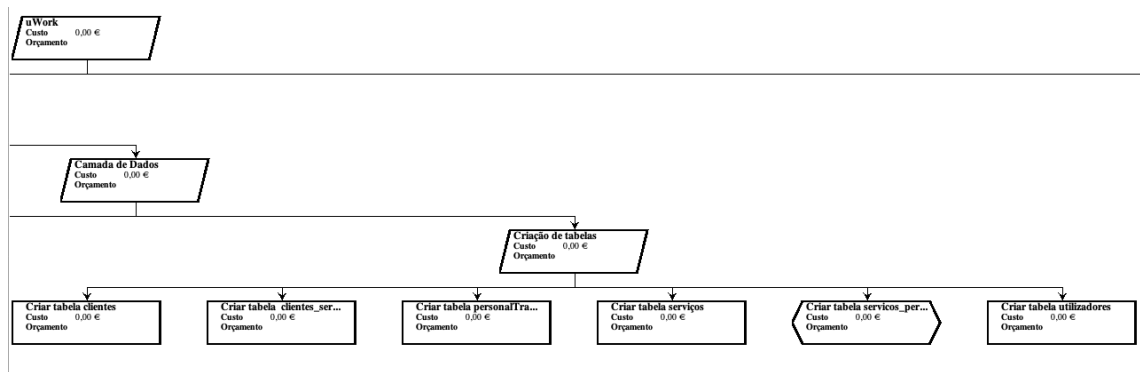 uWork
Custo 0,00 €
Orçamento
Camada de Dados
Custo 0,00 €
Orçamento
Criação de tabelas
Custo 0,00 €
Orçamento
Criar tabela clientes
Custo 0,00 €
Orçamento
Criar tabela clientes_ser...
Custo 0,00 €
Orçamento
Criar tabela personalTra...
Custo 0,00 €
Orçamento
Criar tabela serviços
Custo 0,00 €
Orçamento
Criar tabela servicos_per...
Custo 0,00 €
Orçamento
Criar tabela utilizadores
Custo 0,00 €
Orçamento